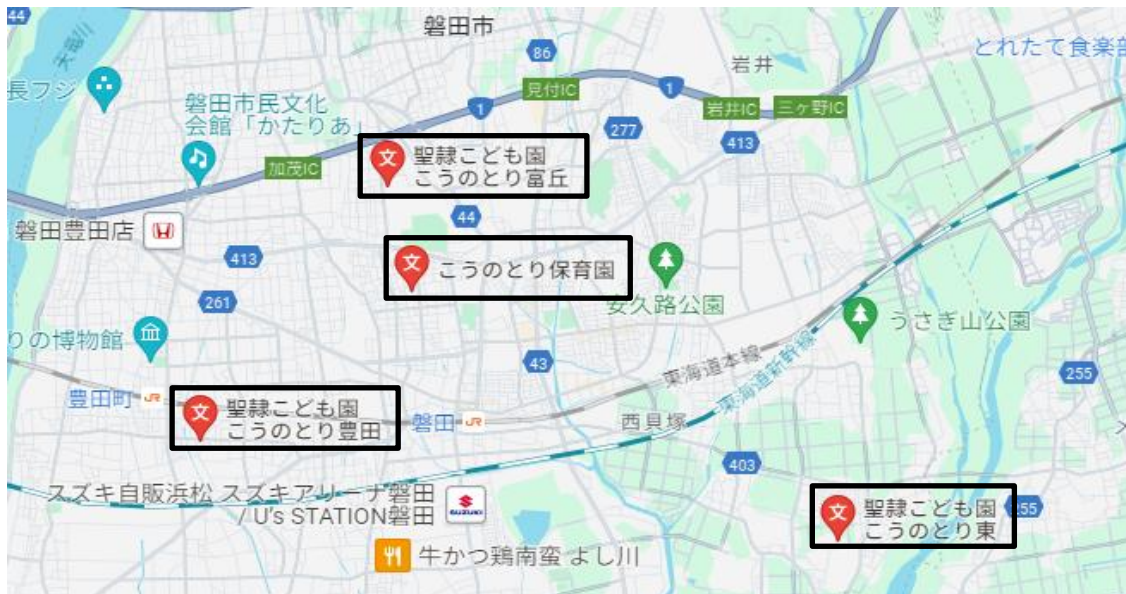 44
天竜川
磐田市
86
岩井
とれたて食楽部
長フジ
見付IC
1
1
磐田市民文化
会館「かたりあ」
岩井IC
三ヶ野IC
277
413
加茂IC
聖隷こども園
こうのとり富丘
44
磐田豊田店
413
こうのとり保育園
261
安久路公園
うさぎ山公園
りの博物館
43
東海道本線
東海道新幹線
255
豊田町
JR
聖隷こども園
こうのとり豊田
磐田
JR
西貝塚
403
スズキ自販浜松 スズキアリーナ磐田
/ U's STATION磐田
SUZUKI
聖隷こども園
こうのとり東
255
牛かつ鶏南蛮 よし川